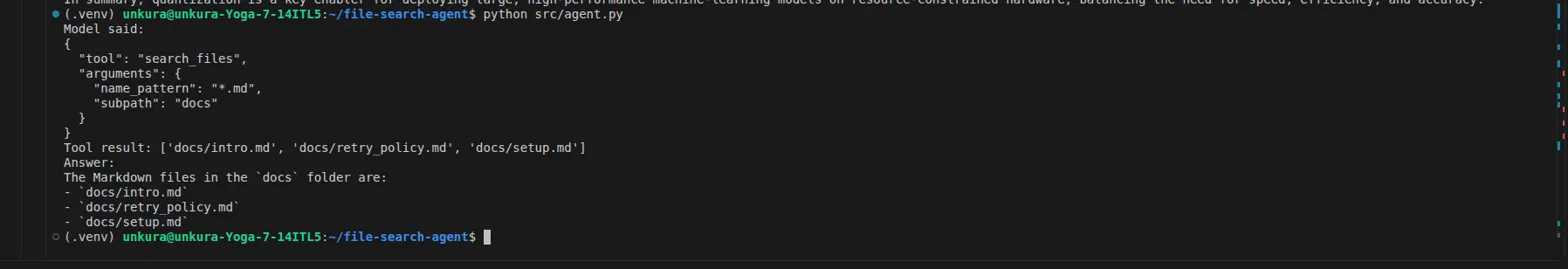 In summary, quantization is a key enabler for deploying large, high-performance machine-learning models on resource-constrained hardware, balancing the need for speed, efficiency, and accuracy.
(.venv) unkura@unkura-Yoga-7-14ITL5:~/file-search-agent$ python src/agent.py
Model said:
{
  "tool": "search_files",
  "arguments": {
    "name_pattern": "*.md",
    "subpath": "docs"
  }
}
Tool result: ['docs/intro.md', 'docs/retry_policy.md', 'docs/setup.md']
Answer:
The Markdown files in the `docs` folder are:
- `docs/intro.md`
- `docs/retry_policy.md`
- `docs/setup.md`
(.venv) unkura@unkura-Yoga-7-14ITL5:~/file-search-agent$